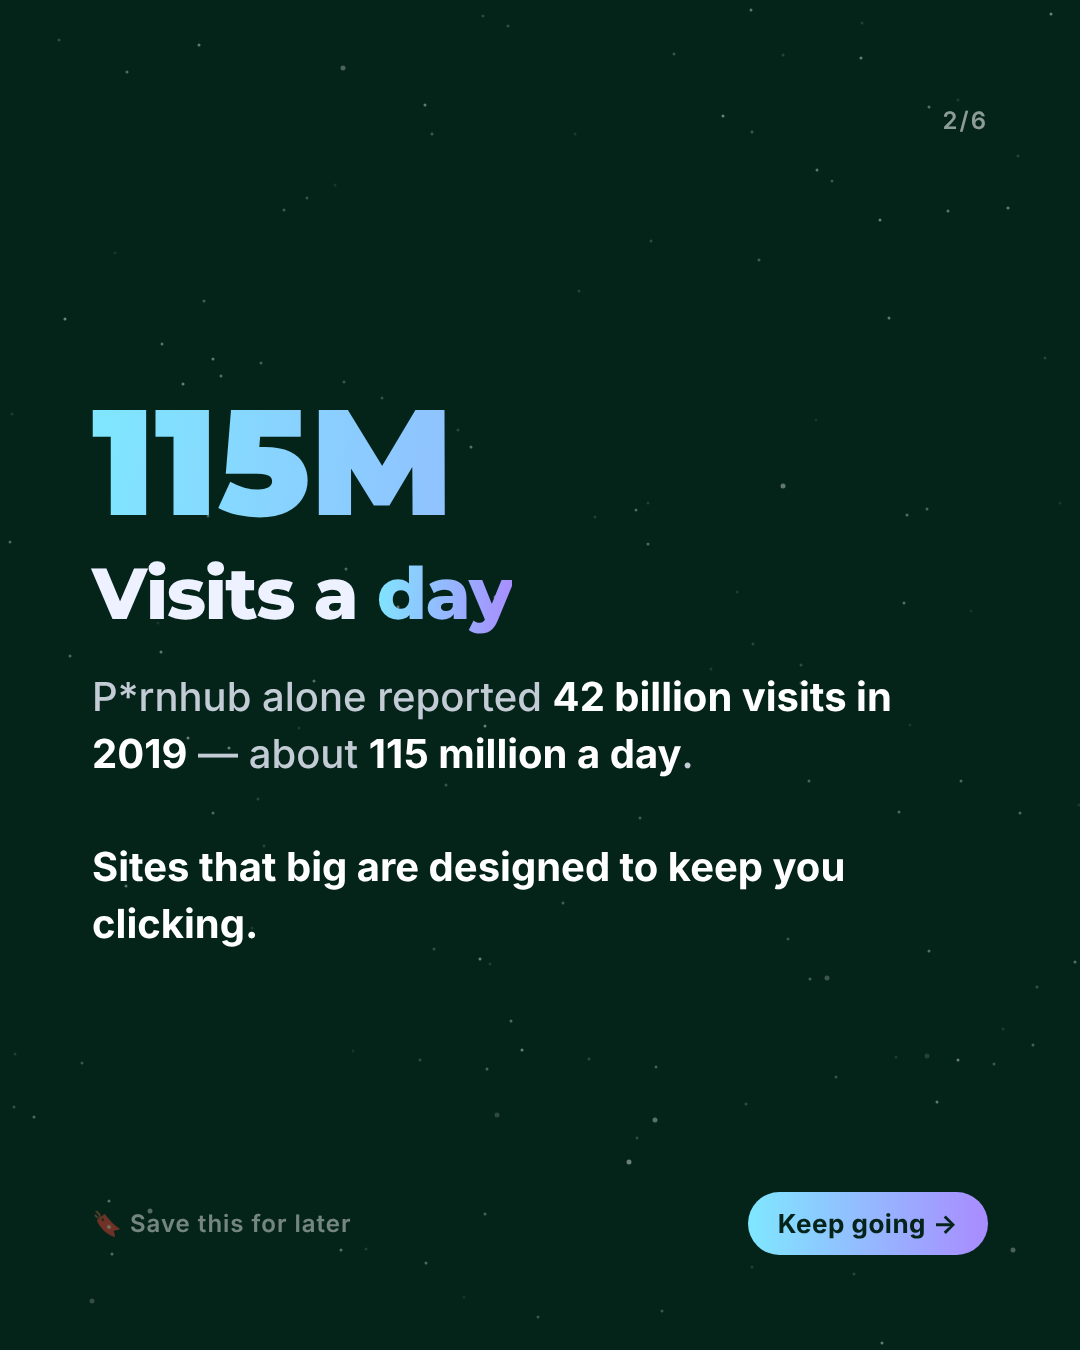 2/6
115M
Visits a day
P*rnhub alone reported 42 billion visits in
2019 — about 115 million a day.
Sites that big are designed to keep you
clicking.
🔖 Save this for later
Keep going →